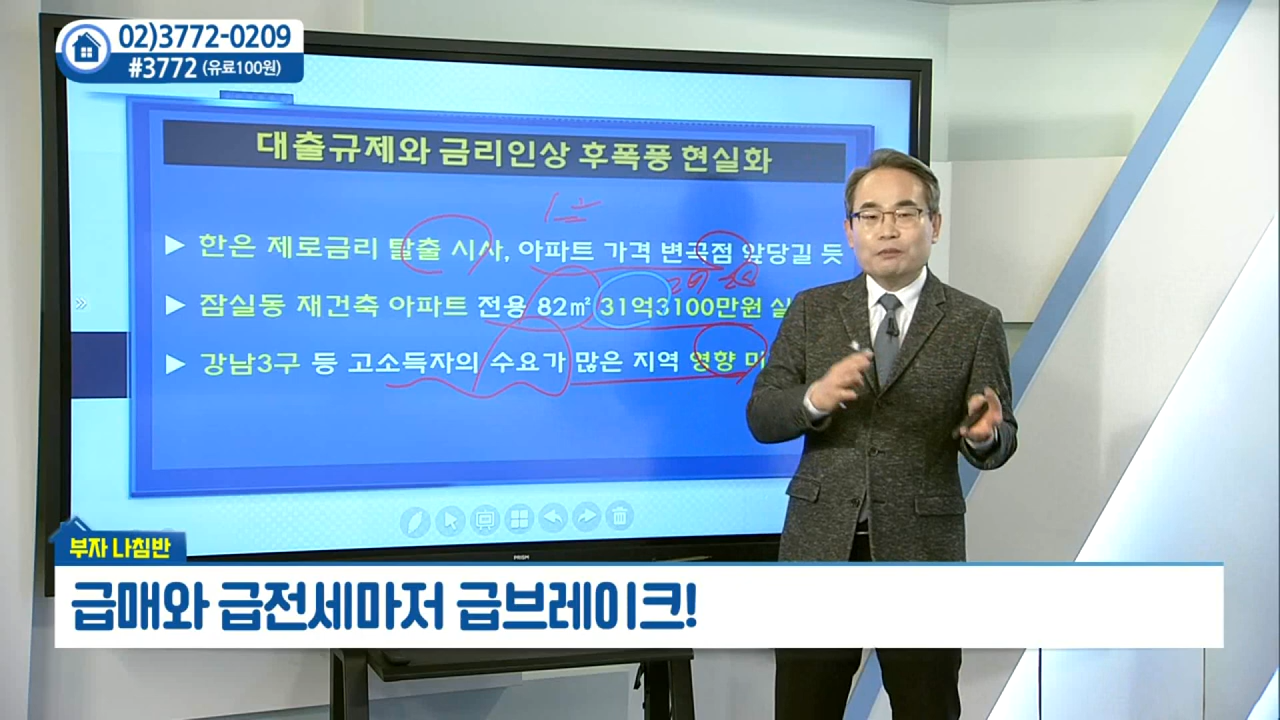 02)3772-0209
#3772 (유료100원)
대출규제와 금리인상 후폭풍 현실화
▶ 한은 제로금리 탈출 시사, 아파트 가격 변곡점 앞당길 듯
▶ 잠실동 재건축 아파트 전용 82㎡ 31억3100만원 실
▶ 강남3구 등 고소득자의 수요가 많은 지역 영향 미
PRISM
부자 나침반
급매와 급전세마저 급브레이크!